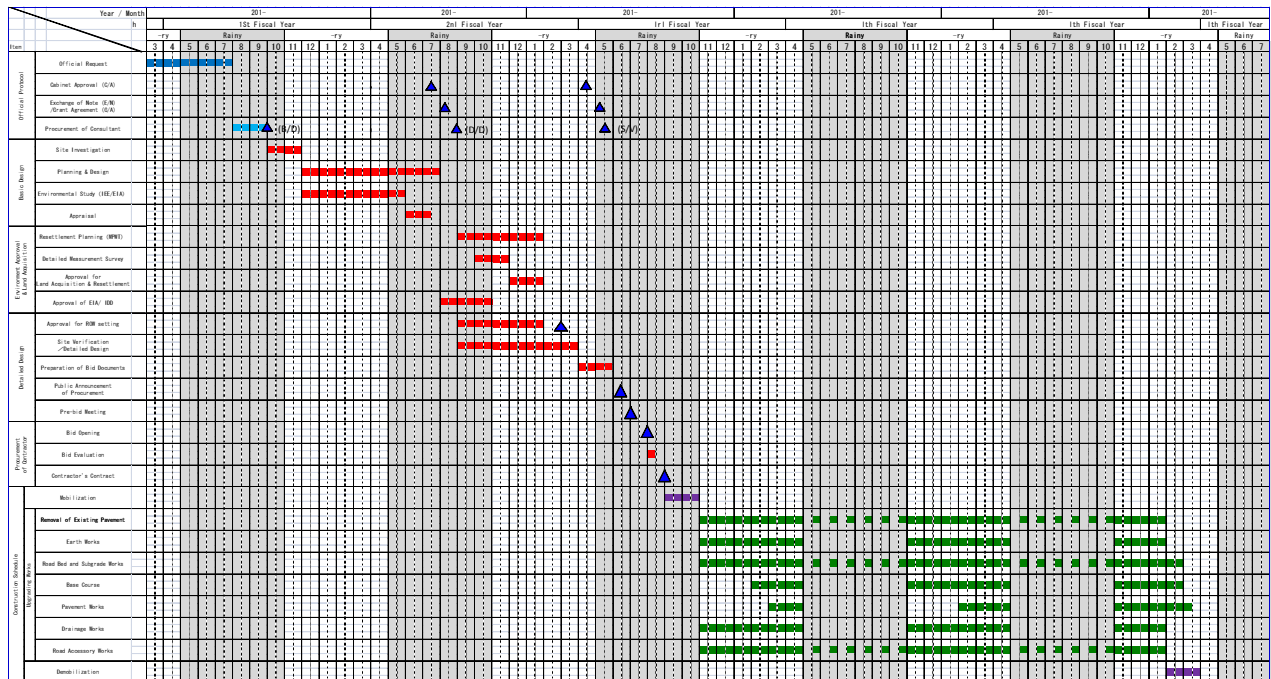 Year / Month
h
Item
201-
201-
201-
201-
201-
201-
1St Fiscal Year
2nl Fiscal Year
Irl Fiscal Year
lth Fiscal Year
lth Fiscal Year
lth Fiscal Year
-ry
Rainy
-ry
Rainy
-ry
Rainy
-ry
Rainy
-ry
Rainy
-ry
Rainy
3 4 5 6 7 8 9 10 11 12 1 2 3 4 5 6 7 8 9 10 11 12 1 2 3 4 5 6 7 8 9 10 11 12 1 2 3 4 5 6 7 8 9 10 11 12 1 2 3 4 5 6 7 8 9 10 11 12 1 2 3 4 5 6 7
Official Protocol
Official Request
Cabinet Approval (C/A)
Exchange of Note (E/N)
/Grant Agreement (G/A)
Procurement of Consultant
(B/D)
(D/D)
(S/V)
Basic Design
Site Investigation
Planning & Design
Environmental Study (IEE/EIA)
Appraisal
Environment Approval
& Land Acquisition
Resettlement Planning (MPWT)
Detailed Measurement Survey
Approval for
Land Acquisition & Resettlement
Approval of EIA/ IDD
Detailed Design
Approval for ROW setting
Site Verification
/Detailed Design
Preparation of Bid Documents
Public Announcement
of Procurement
Pre-bid Meeting
Procurement
of Contractor
Bid Opening
Bid Evaluation
Contractor's Contract
Construction Schedule
Mobilization
Upgrading Works
Removal of Existing Pavement
Earth Works
Road Bed and Subgrade Works
Base Course
Pavement Works
Drainage Works
Road Accessory Works
Demobilization